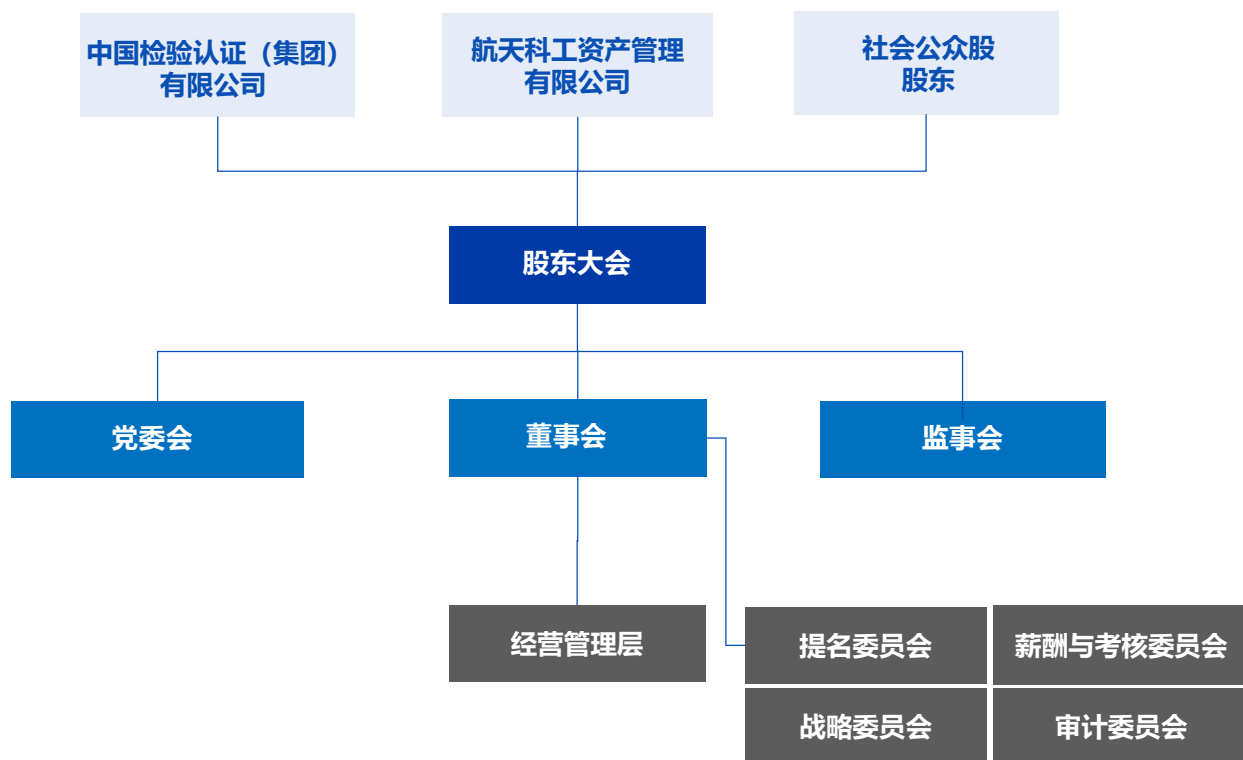 中国检验认证（集团）
有限公司
航天科工资产管理
有限公司
社会公众股
股东
股东大会
党委会
董事会
监事会
经营管理层
提名委员会
薪酬与考核委员会
战略委员会
审计委员会